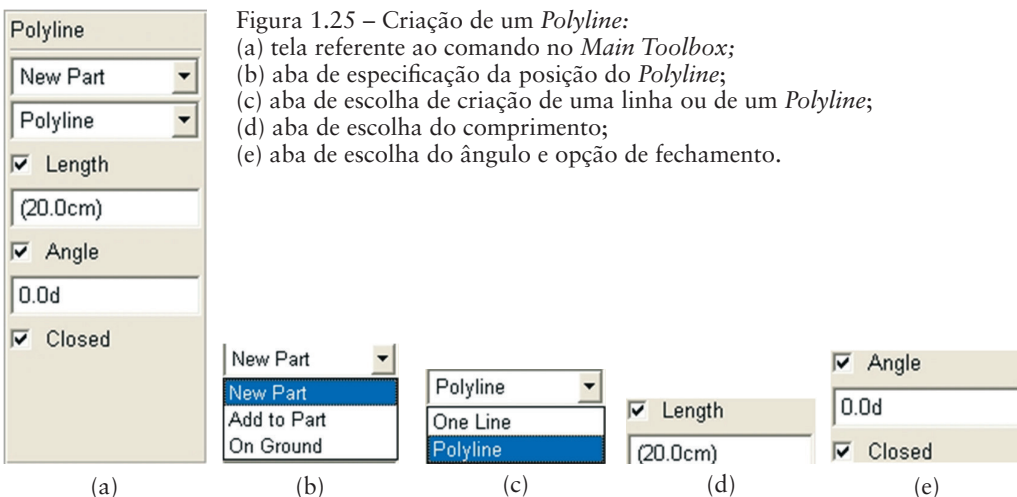 Polyline
New Part
Polyline
Length
(20.0cm)
Angle
0.0d
Closed
(a)
Figura 1.25 – Criação de um Polyline:
(a) tela referente ao comando no Main Toolbox;
(b) aba de especificação da posição do Polyline;
(c) aba de escolha de criação de uma linha ou de um Polyline;
(d) aba de escolha do comprimento;
(e) aba de escolha do ângulo e opção de fechamento.
New Part
New Part
Add to Part
On Ground
(b)
Polyline
One Line
Polyline
(c)
Length
(20.0cm)
(d)
Angle
0.0d
Closed
(e)